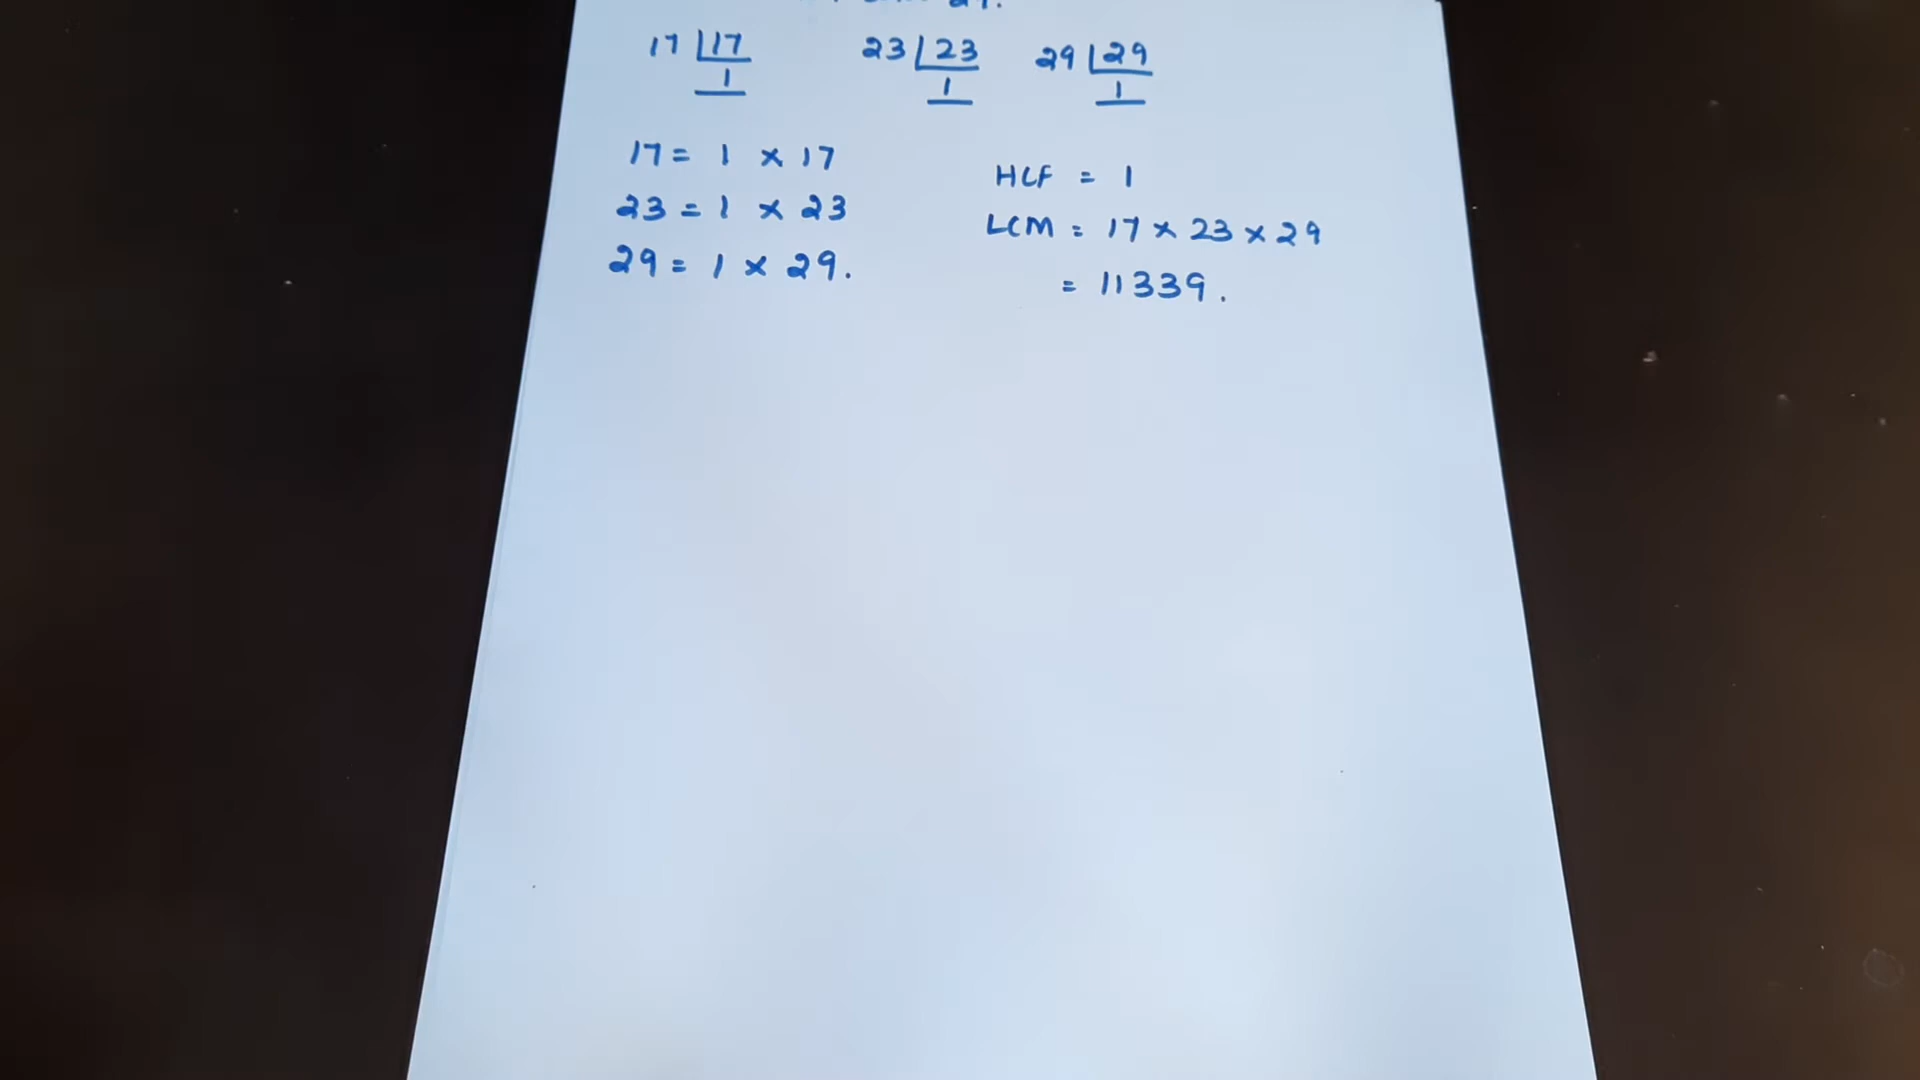 17 17 23 23 29 29
1 1 1
17 = 1 × 17
23 = 1 × 23
29 = 1 × 29.
HCF = 1
LCM = 17 × 23 × 29
= 11339.